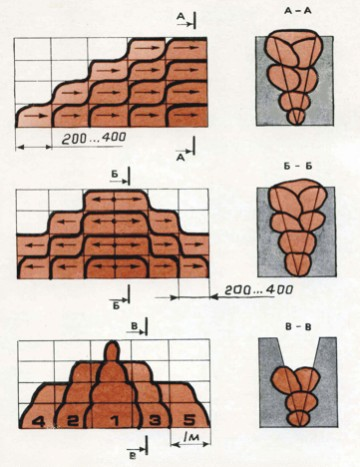 А
А – А
200...400
А
Б
Б – Б
Б
200...400
В
В – В
4 2 1 3 5
1м
В